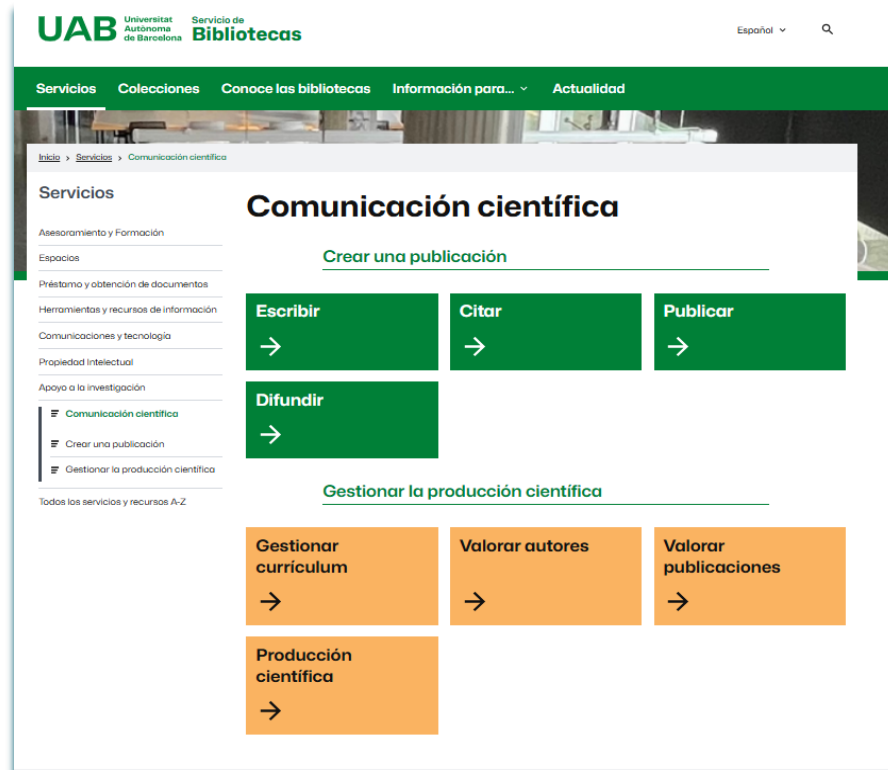 UAB
Universitat
Autònoma
de Barcelona
Servicio de
Bibliotecas
Español
Servicios
Colecciones
Conoce las bibliotecas
Información para...
Actualidad
Inicio > Servicios > Comunicación científica
Servicios
Asesoramiento y Formación
Espacios
Préstamo y obtención de documentos
Herramientas y recursos de información
Comunicaciones y tecnología
Propiedad Intelectual
Apoyo a la investigación
Comunicación científica
Crear una publicación
Gestionar la producción científica
Todos los servicios y recursos A-Z
Comunicación científica
Crear una publicación
Escribir
Citar
Publicar
Difundir
Gestionar la producción científica
Gestionar
currículum
Valorar autores
Valorar
publicaciones
Producción
científica